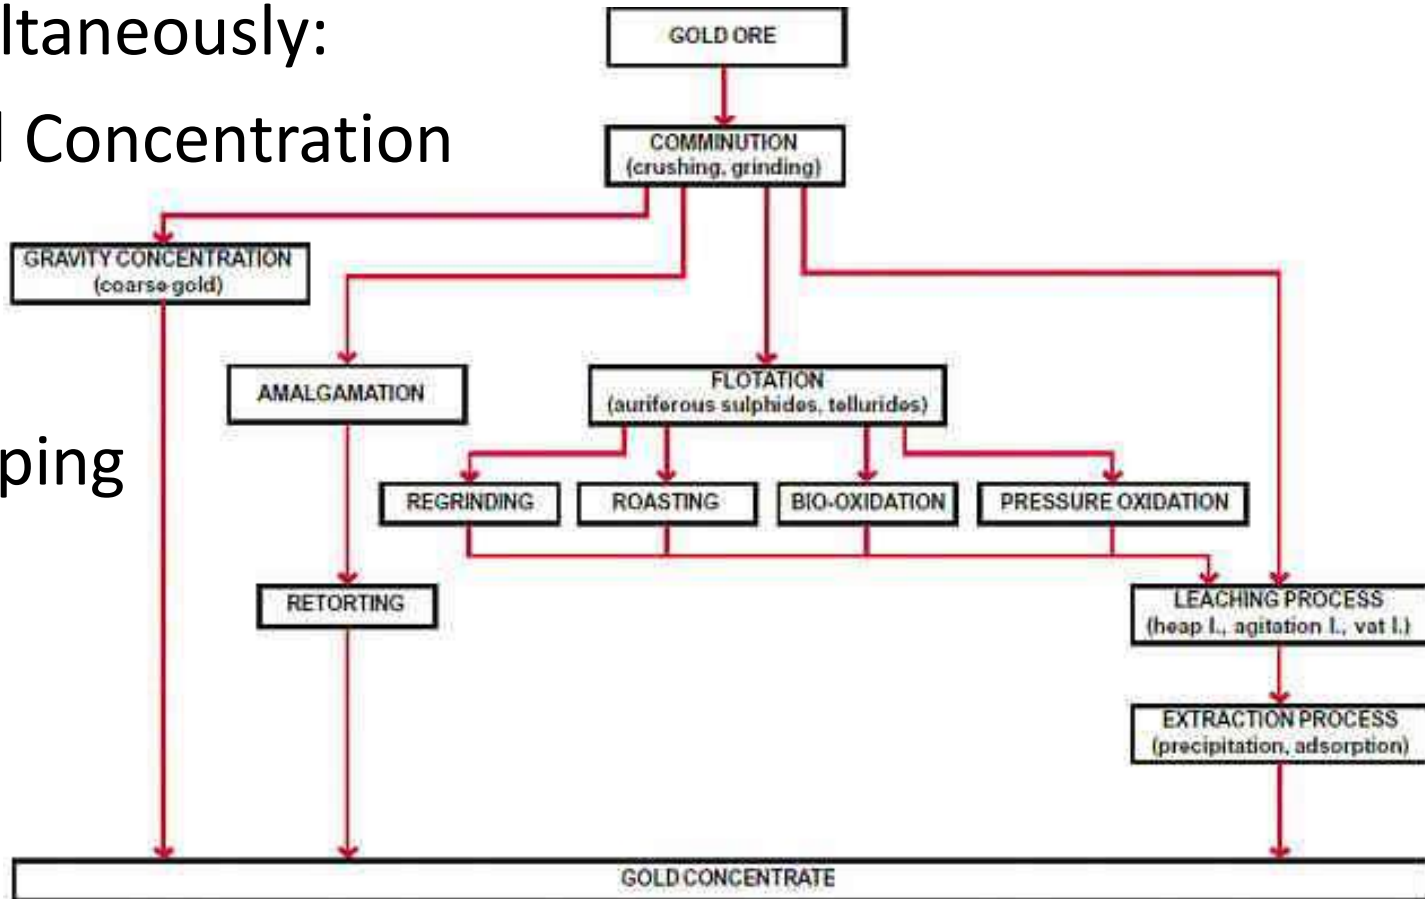 ltaneously:
l Concentration
ping
GOLD ORE
COMMINUTION
(crushing, grinding)
GRAVITY CONCENTRATION
(coarse gold)
AMALGAMATION
FLOTATION
(auriferous sulphides, tellurides)
REGRINDING
ROASTING
BIO-OXIDATION
PRESSURE OXIDATION
RETORTING
LEACHING PROCESS
(heap l., agitation l., vat l.)
EXTRACTION PROCESS
(precipitation, adsorption)
GOLD CONCENTRATE